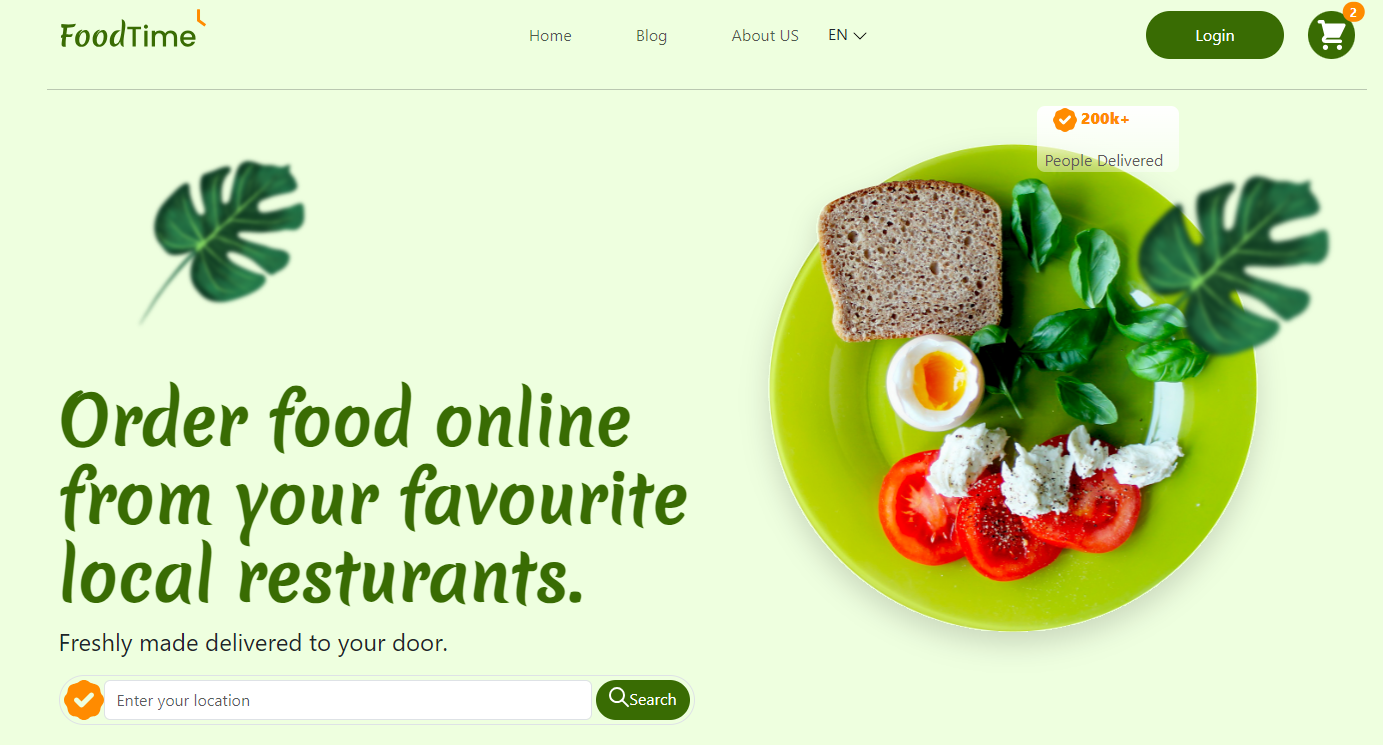 FoodTime
Home
Blog
About US
EN
Login
2
200k+
People Delivered
Order food online
from your favourite
local resturants.
Freshly made delivered to your door.
Enter your location
Search